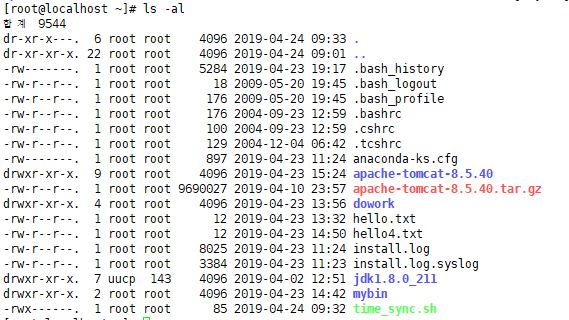 [root@localhost ~]# ls -al
합계 9544
dr-xr-x---. 6 root root 4096 2019-04-24 09:33 .
dr-xr-xr-x. 22 root root 4096 2019-04-24 09:01 ..
-rw-------. 1 root root 5284 2019-04-23 19:17 .bash_history
-rw-r--r--. 1 root root 18 2009-05-20 19:45 .bash_logout
-rw-r--r--. 1 root root 176 2009-05-20 19:45 .bash_profile
-rw-r--r--. 1 root root 176 2004-09-23 12:59 .bashrc
-rw-r--r--. 1 root root 100 2004-09-23 12:59 .cshrc
-rw-r--r--. 1 root root 129 2004-12-04 06:42 .tcshrc
-rw-------. 1 root root 897 2019-04-23 11:24 anaconda-ks.cfg
drwxr-xr-x. 9 root root 4096 2019-04-23 15:24 apache-tomcat-8.5.40
-rw-r--r--. 1 root root 9690027 2019-04-10 23:57 apache-tomcat-8.5.40.tar.gz
drwxr-xr-x. 4 root root 4096 2019-04-23 13:56 dowork
-rw-r--r--. 1 root root 12 2019-04-23 13:32 hello.txt
-rw-r--r--. 1 root root 12 2019-04-23 14:50 hello4.txt
-rw-r--r--. 1 root root 8025 2019-04-23 11:24 install.log
-rw-r--r--. 1 root root 3384 2019-04-23 11:23 install.log.syslog
drwxr-xr-x. 7 uucp 143 4096 2019-04-02 12:51 jdk1.8.0_211
drwxr-xr-x. 2 root root 4096 2019-04-23 14:42 mybin
-rwx------. 1 root root 85 2019-04-24 09:32 time_sync.sh